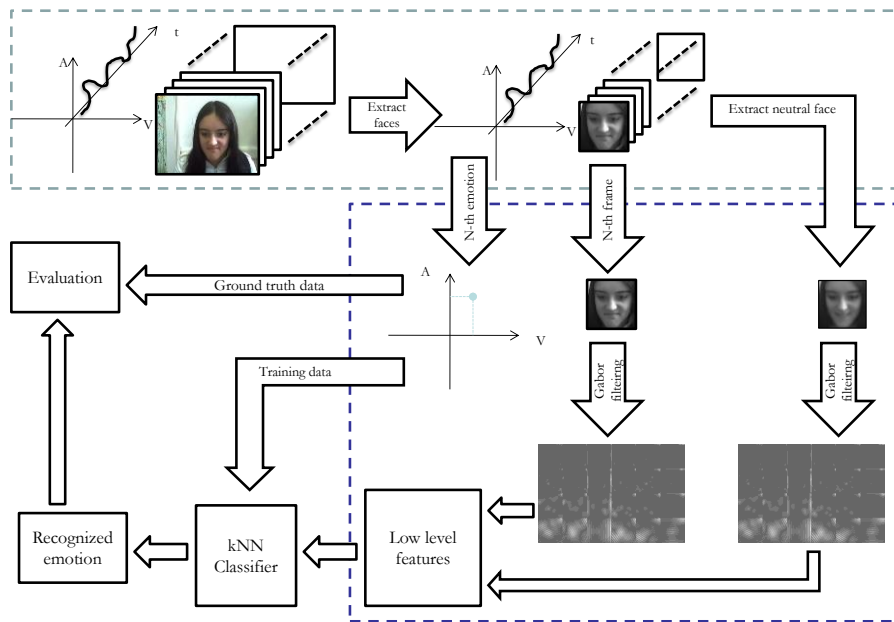 t
A
V
Extract
faces
t
A
V
Extract neutral face
N-th emotion
N-th frame
Evaluation
Ground truth data
A
V
Training data
Gabor
filteirng
Gabor
filteirng
Recognized
emotion
kNN
Classifier
Low level
features